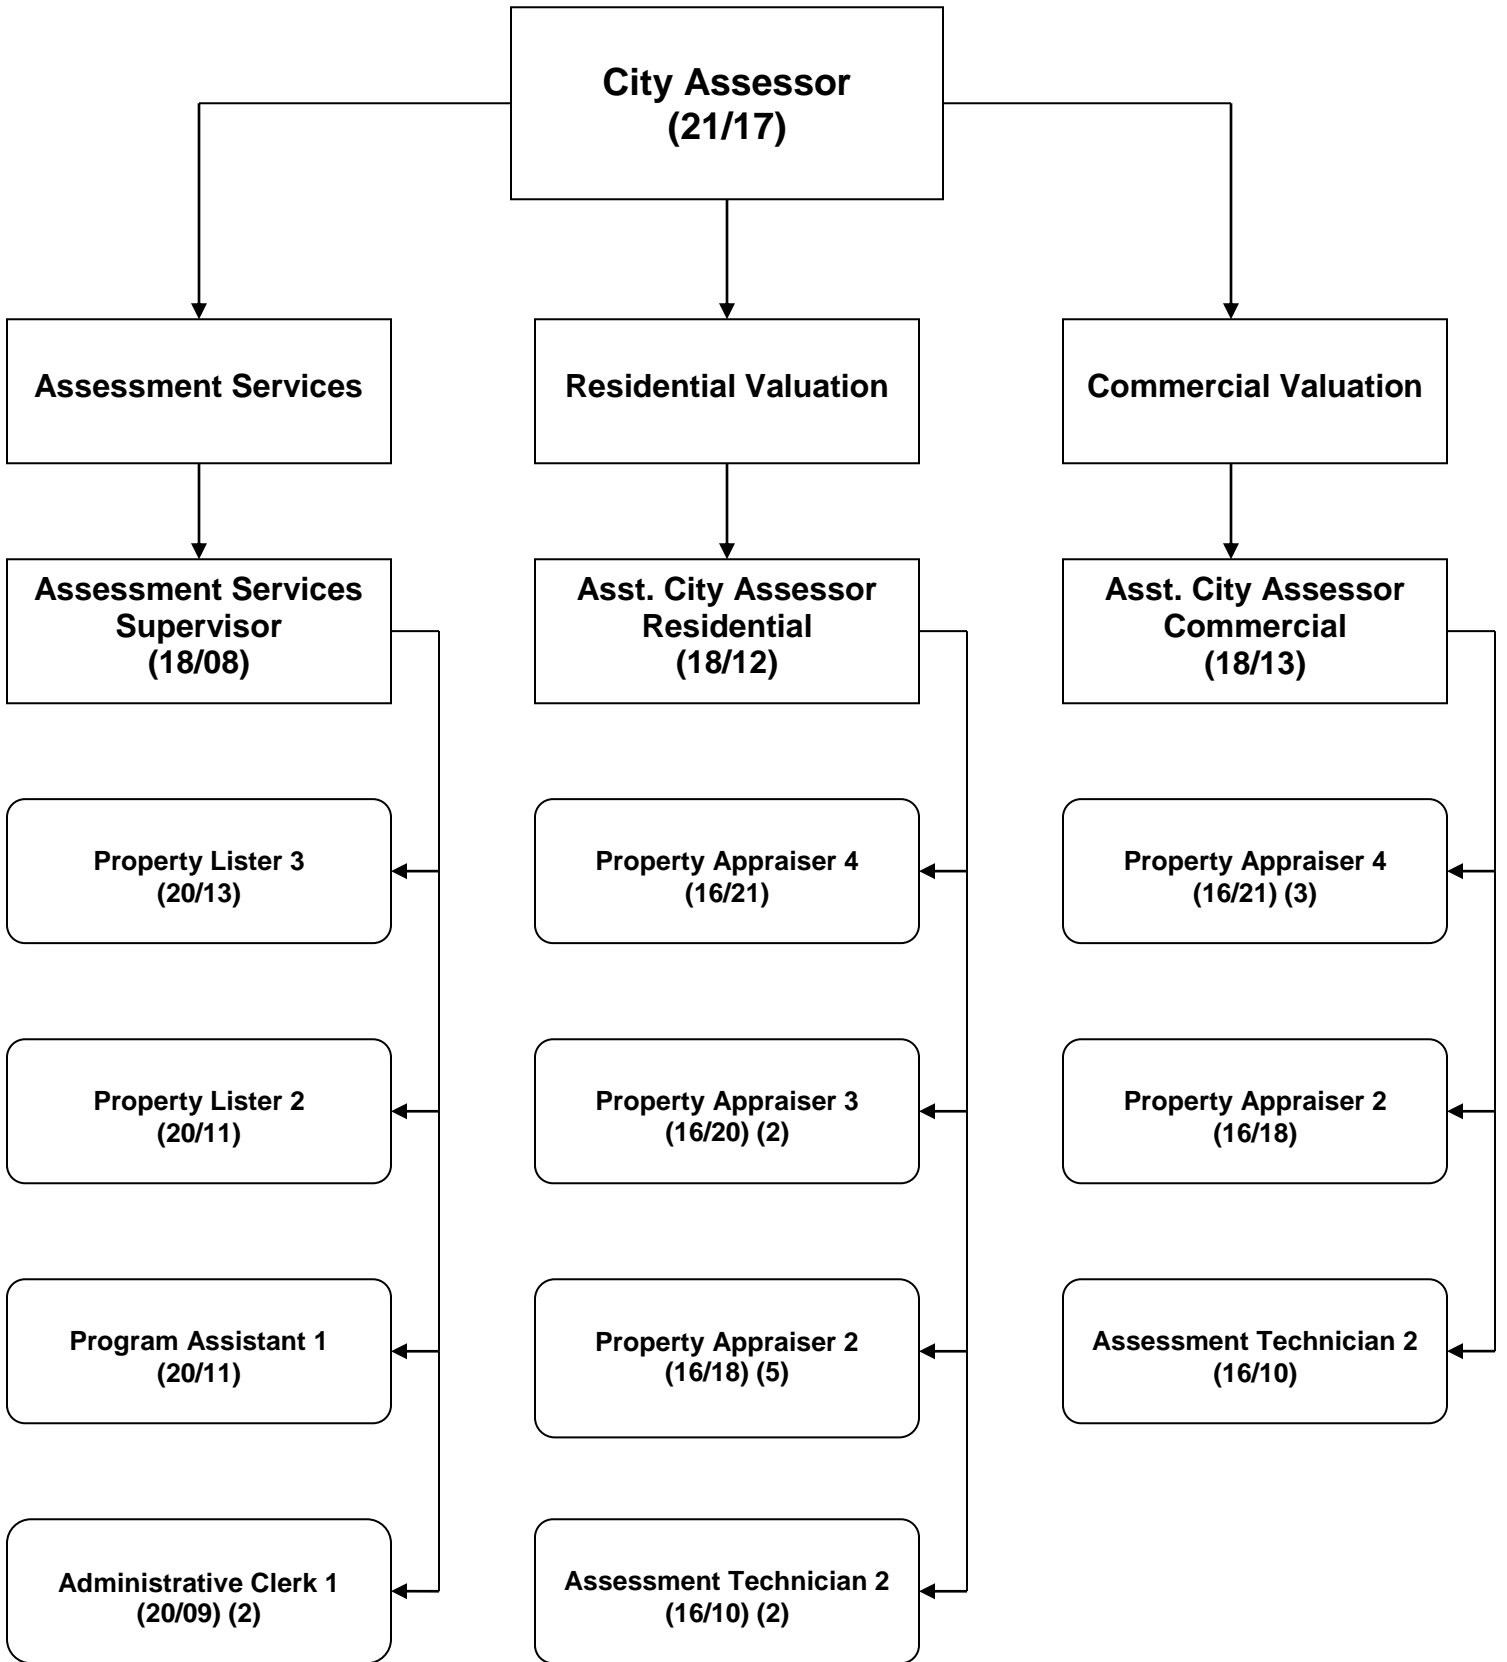 City Assessor
(21/17)
Assessment Services
Residential Valuation
Commercial Valuation
Assessment Services
Supervisor
(18/08)
Asst. City Assessor
Residential
(18/12)
Asst. City Assessor
Commercial
(18/13)
Property Lister 3
(20/13)
Property Appraiser 4
(16/21)
Property Appraiser 4
(16/21) (3)
Property Lister 2
(20/11)
Property Appraiser 3
(16/20) (2)
Property Appraiser 2
(16/18)
Program Assistant 1
(20/11)
Property Appraiser 2
(16/18) (5)
Assessment Technician 2
(16/10)
Administrative Clerk 1
(20/09) (2)
Assessment Technician 2
(16/10) (2)